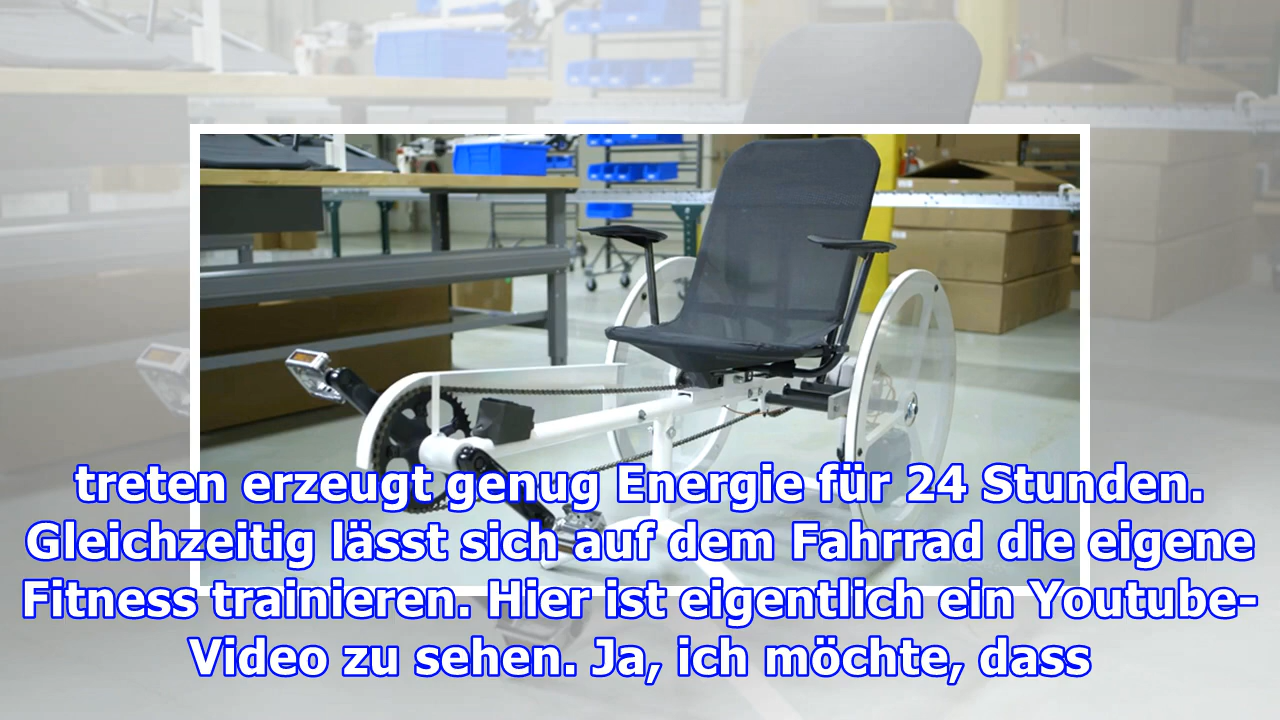 treten erzeugt genug Energie für 24 Stunden.
Gleichzeitig lässt sich auf dem Fahrrad die eigene
Fitness trainieren. Hier ist eigentlich ein Youtube-
Video zu sehen. Ja, ich möchte, dass